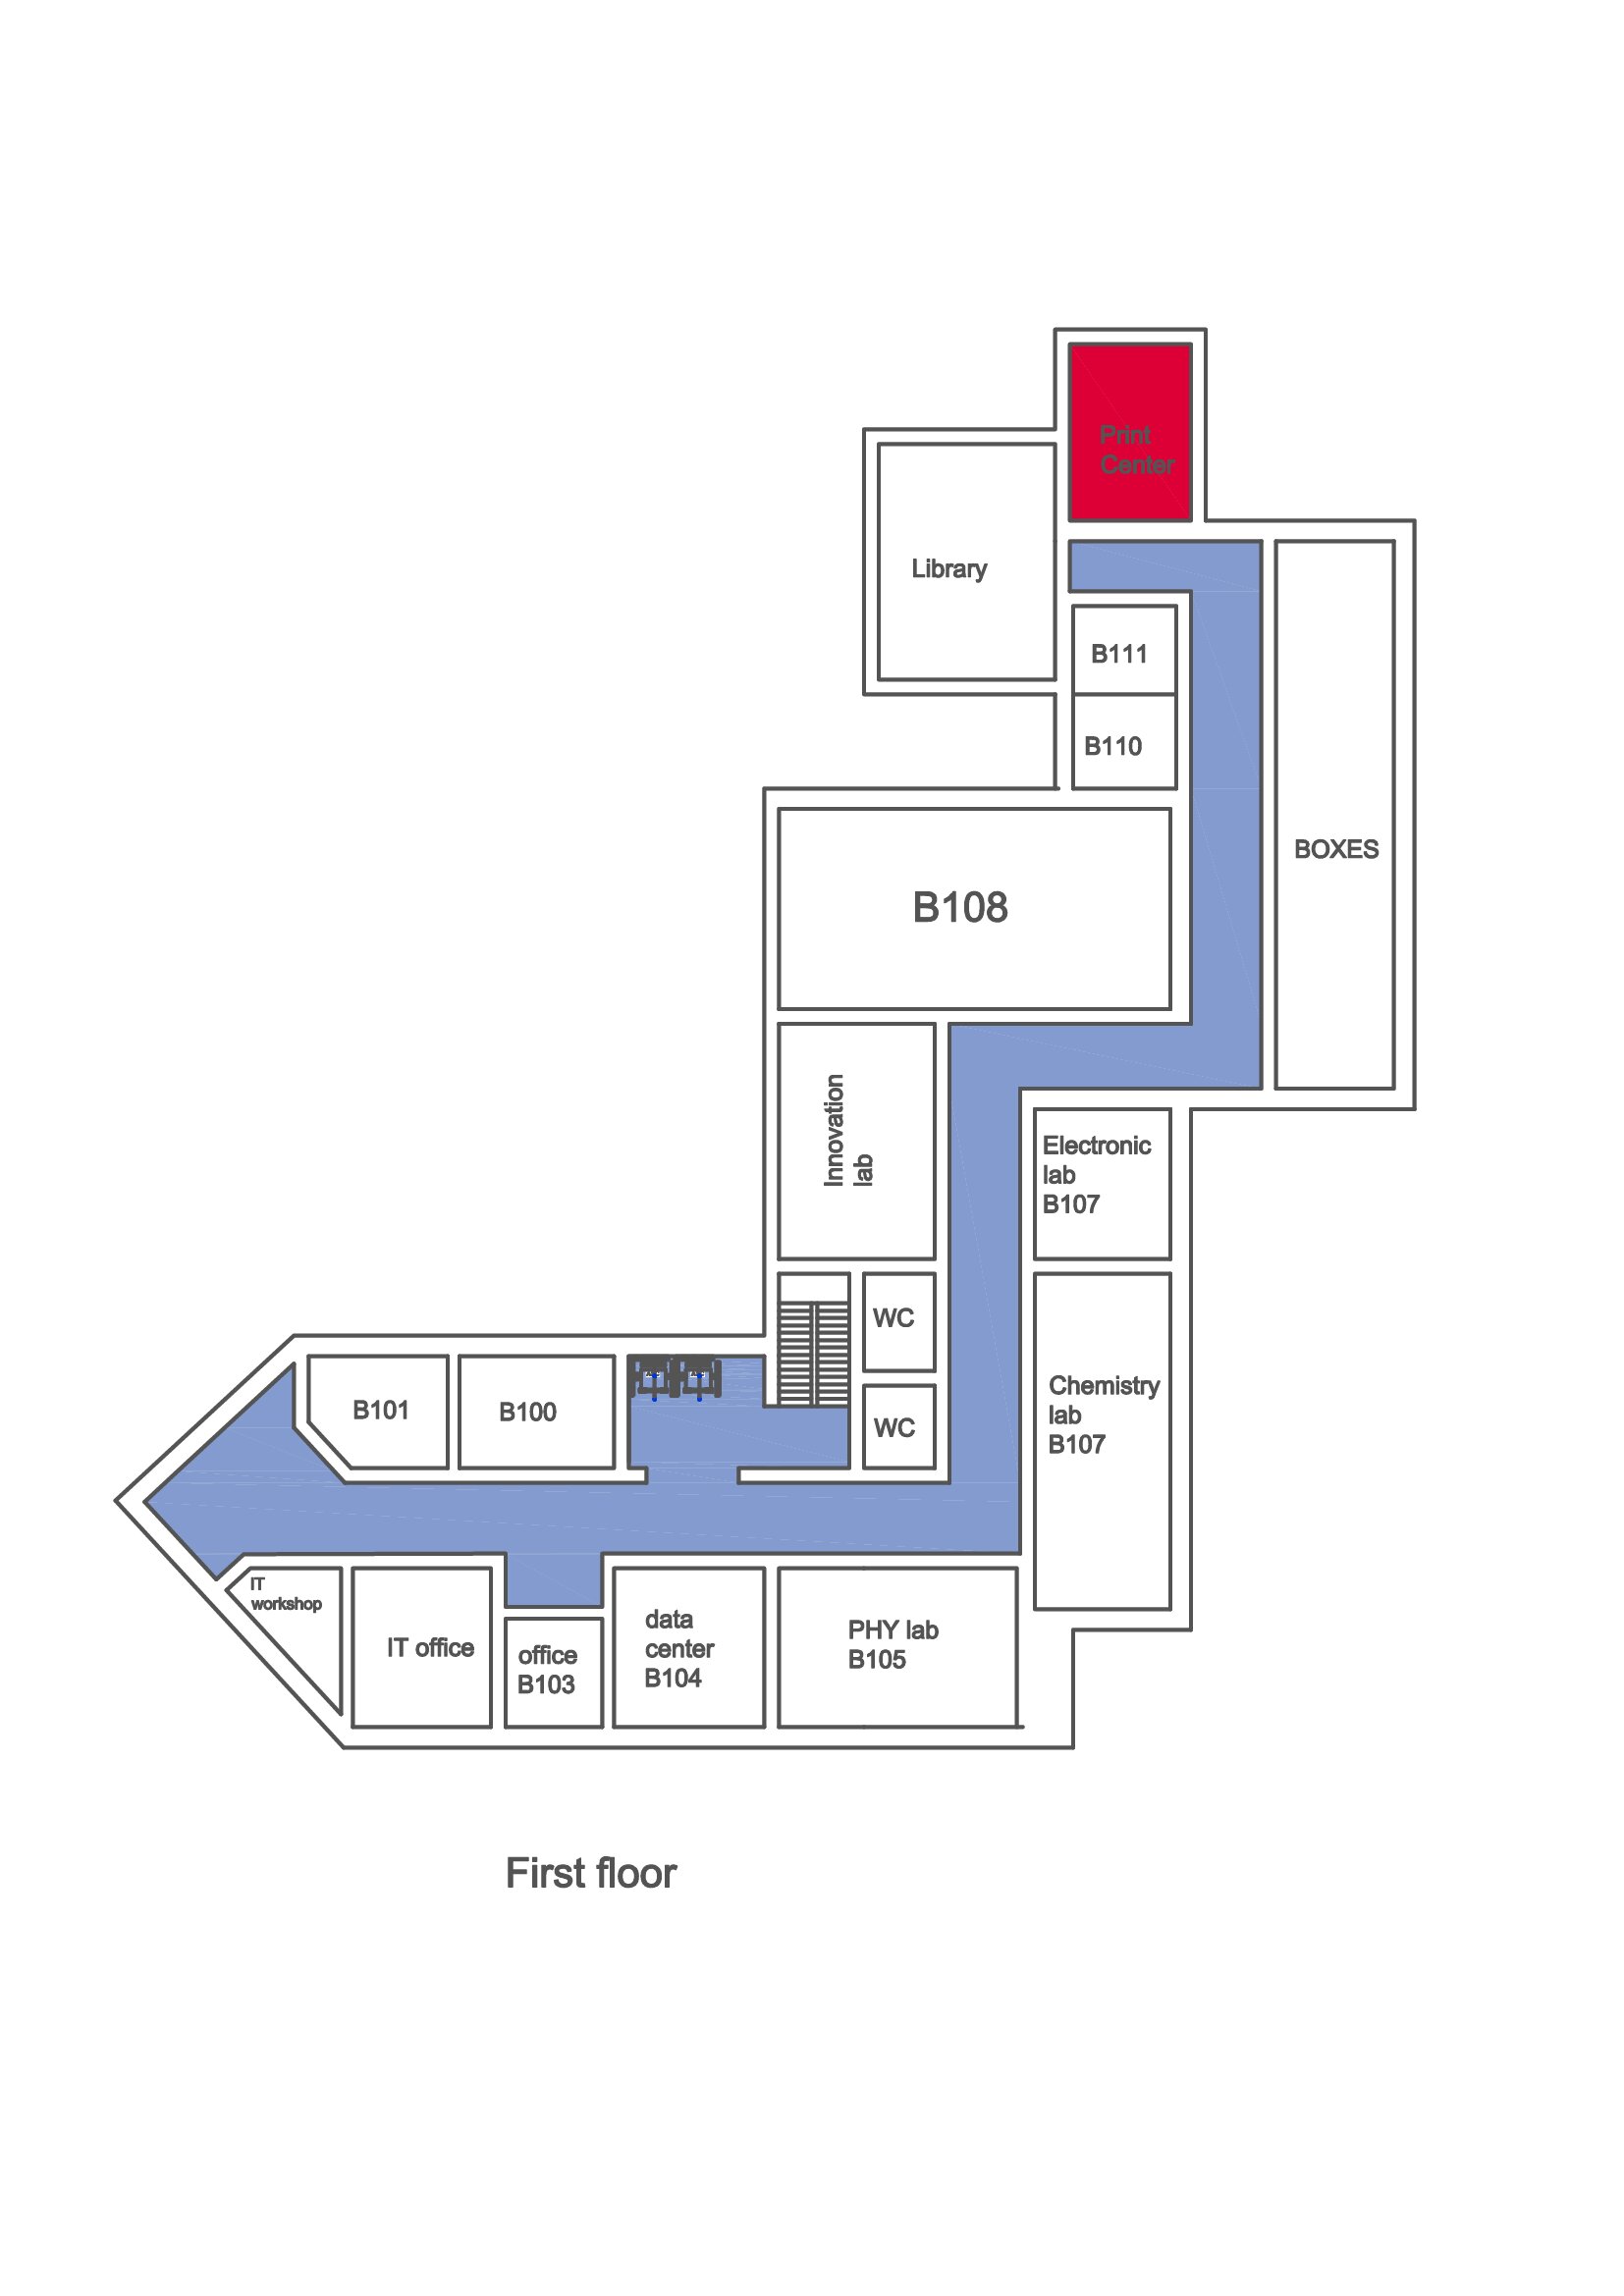 Print
Center
Library
B111
B110
BOXES
B108
Innovation
lab
Electronic
lab
B107
WC
Chemistry
lab
B107
WC
B101
B100
IT
workshop
IT office
office
B103
data
center
B104
PHY lab
B105
First floor